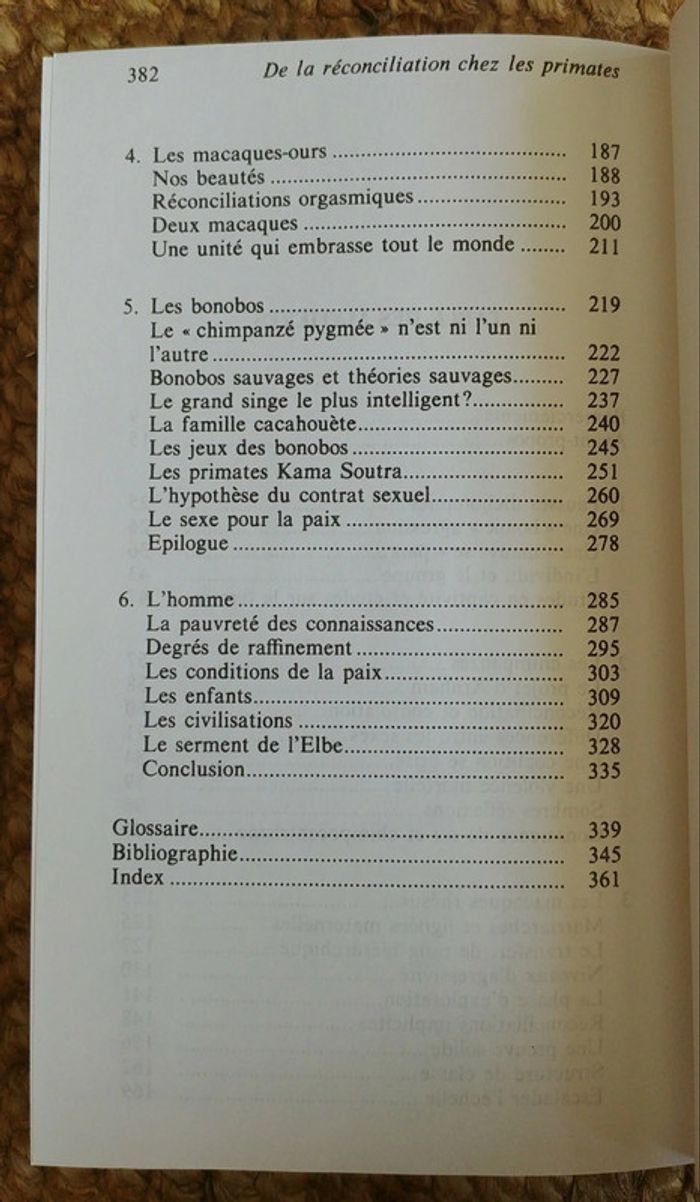 382 De la réconciliation chez les primates
4. Les macaques-ours ........ 187
Nos beautés ........ 188
Réconciliations orgasmiques ........ 193
Deux macaques ........ 200
Une unité qui embrasse tout le monde ........ 211
5. Les bonobos ........ 219
Le « chimpanzé pygmée » n'est ni l'un ni
l'autre ........ 222
Bonobos sauvages et théories sauvages ........ 227
Le grand singe le plus intelligent? ........ 237
La famille cacahouète ........ 240
Les jeux des bonobos ........ 245
Les primates Kama Soutra ........ 251
L'hypothèse du contrat sexuel ........ 260
Le sexe pour la paix ........ 269
Epilogue ........ 278
6. L'homme ........ 285
La pauvreté des connaissances ........ 287
Degrés de raffinement ........ 295
Les conditions de la paix ........ 303
Les enfants ........ 309
Les civilisations ........ 320
Le serment de l'Elbe ........ 328
Conclusion ........ 335
Glossaire ........ 339
Bibliographie ........ 345
Index ........ 361